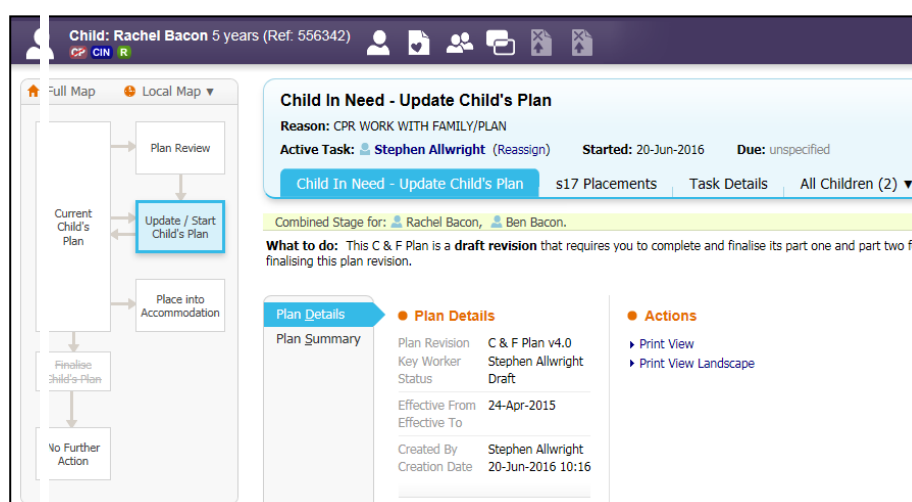 Child: Rachel Bacon 5 years (Ref: 556342)
CP CIN R
Full Map Local Map ▼
Plan Review
Current
Child's
Plan
Update / Start
Child's Plan
Place into
Accommodation
Finalise
Child's Plan
No Further
Action
Child In Need - Update Child's Plan
Reason: CPR WORK WITH FAMILY/PLAN
Active Task: Stephen Allwright (Reassign) Started: 20-Jun-2016 Due: unspecified
Child In Need - Update Child's Plan s17 Placements Task Details All Children (2) ▼
Combined Stage for: Rachel Bacon, Ben Bacon.
What to do: This C & F Plan is a draft revision that requires you to complete and finalise its part one and part two f
finalising this plan revision.
Plan Details
Plan Summary
Plan Details
Plan Revision C & F Plan v4.0
Key Worker Stephen Allwright
Status Draft
Effective From 24-Apr-2015
Effective To
Created By Stephen Allwright
Creation Date 20-Jun-2016 10:16
Actions
Print View
Print View Landscape